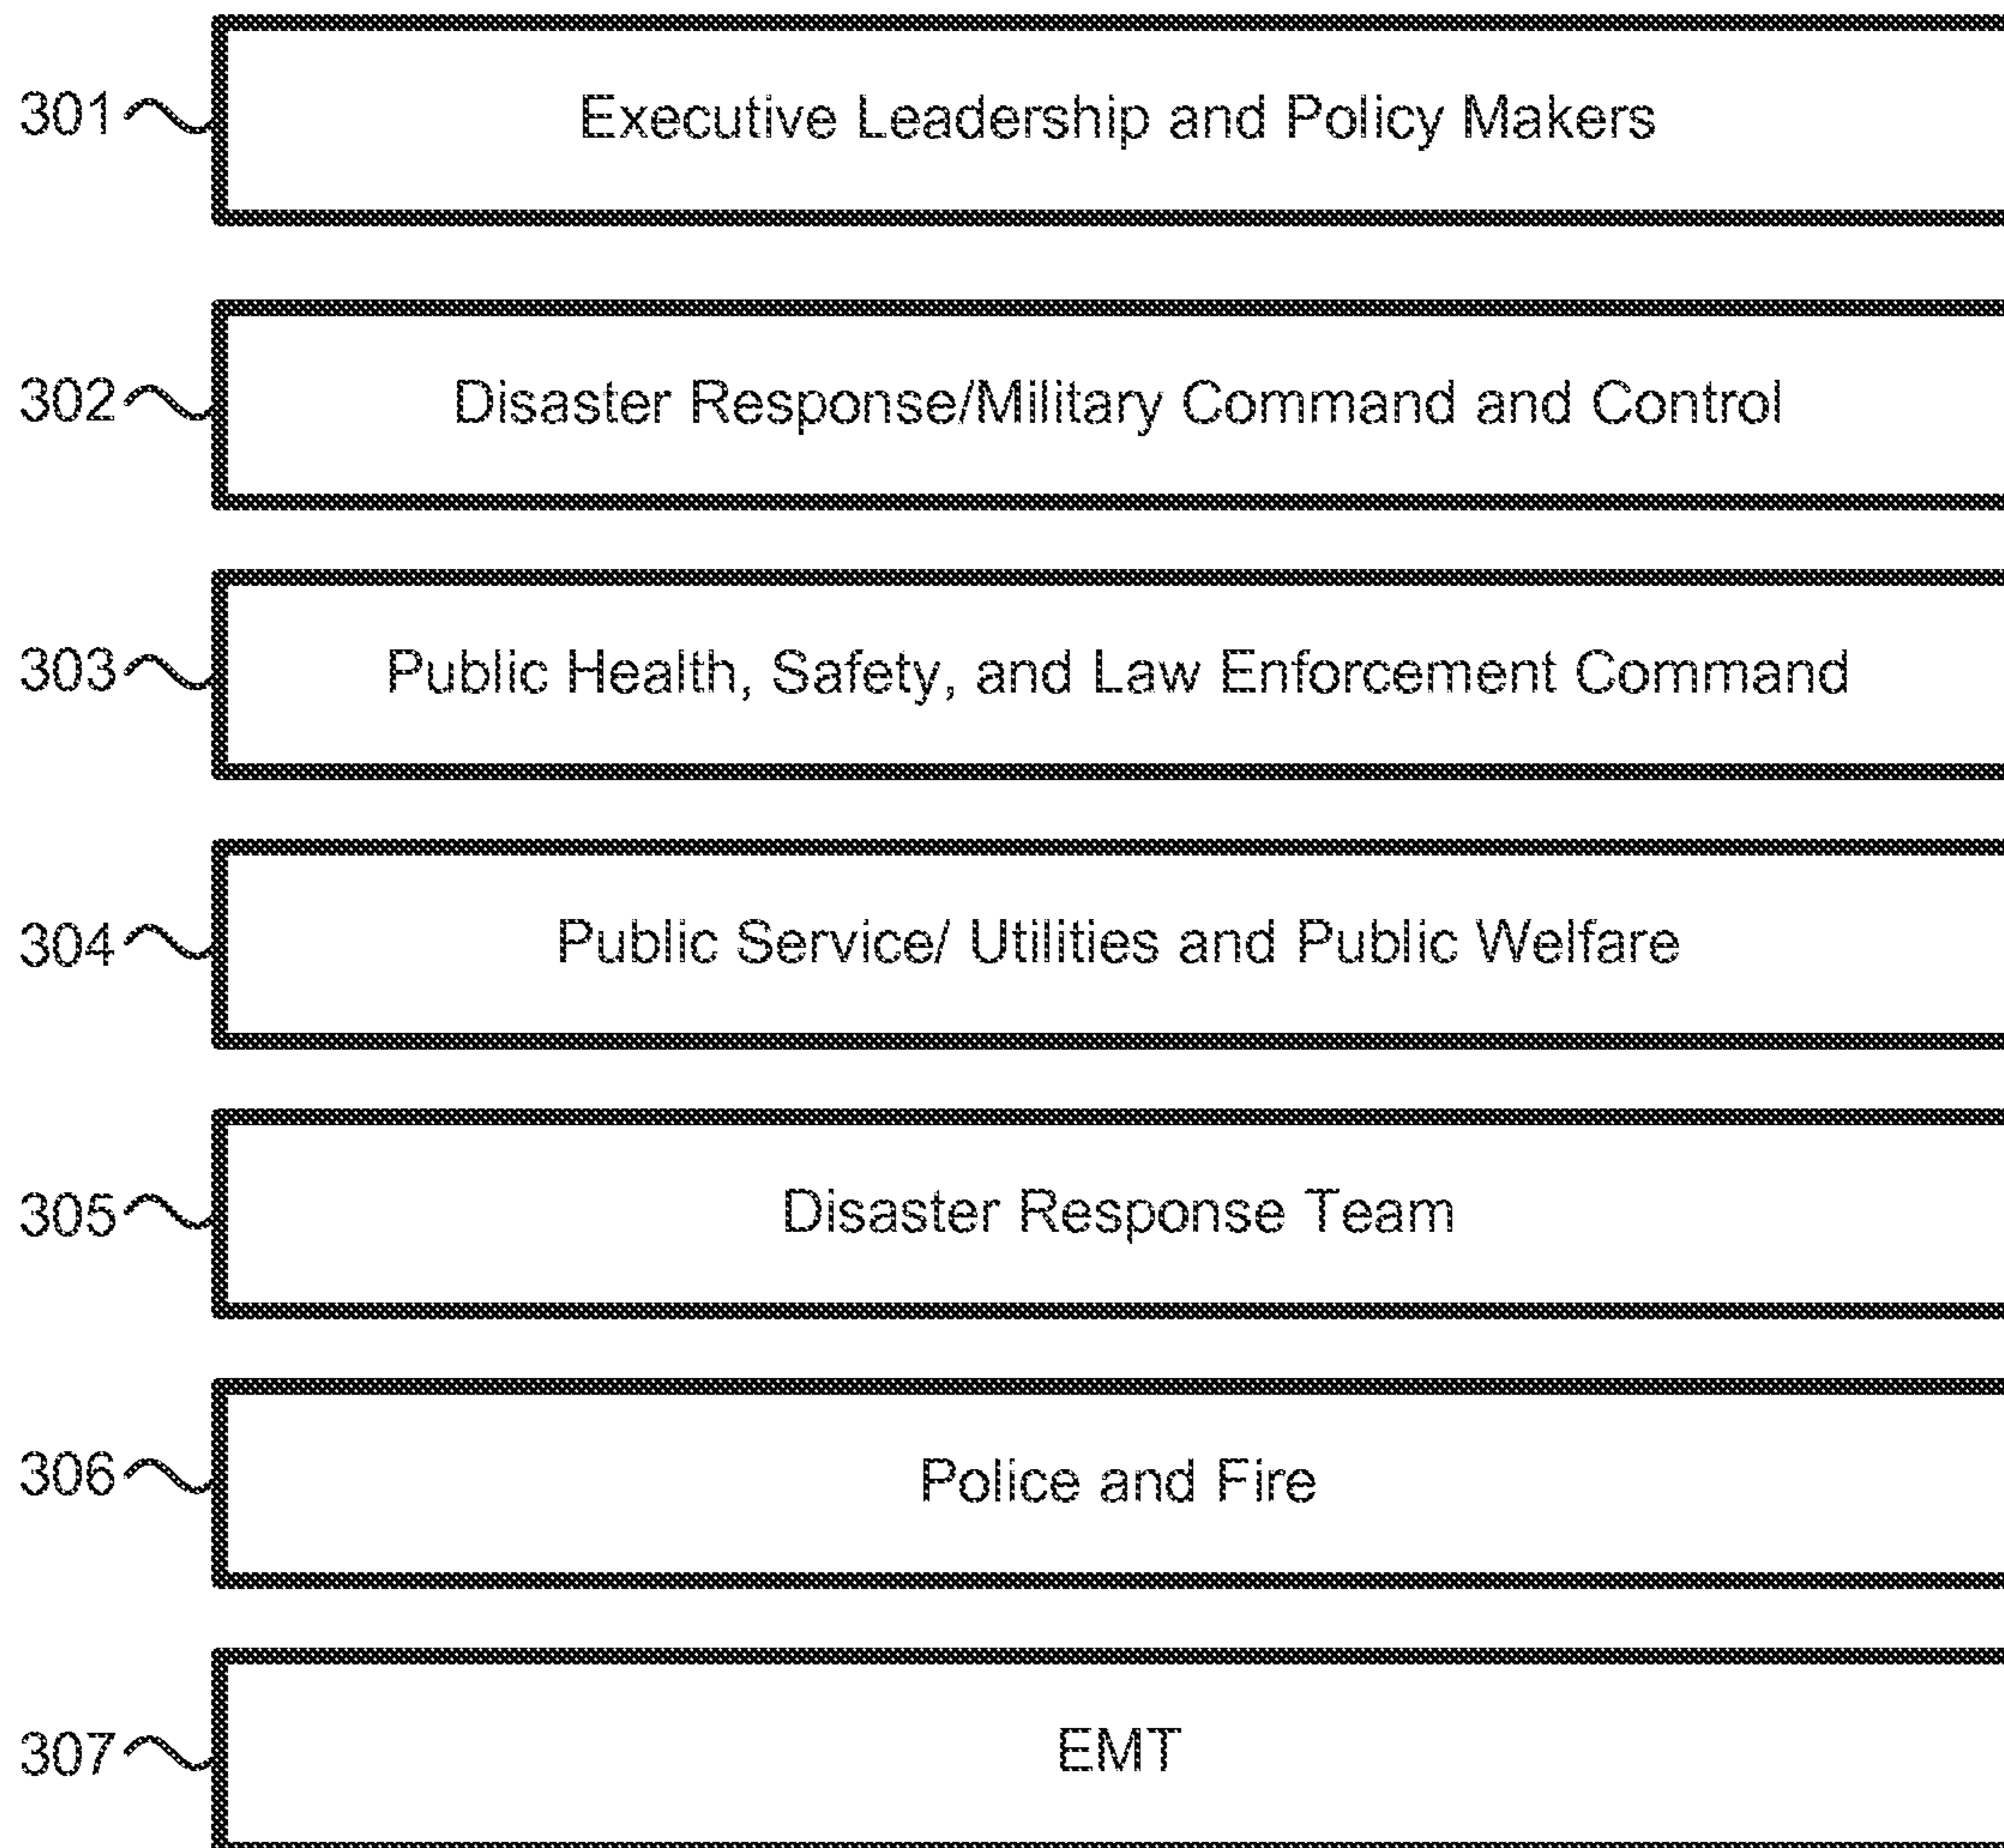 301 Executive Leadership and Policy Makers
302 Disaster Response/Military Command and Control
303 Public Health, Safety, and Law Enforcement Command
304 Public Service/ Utilities and Public Welfare
305 Disaster Response Team
306 Police and Fire
307 EMT